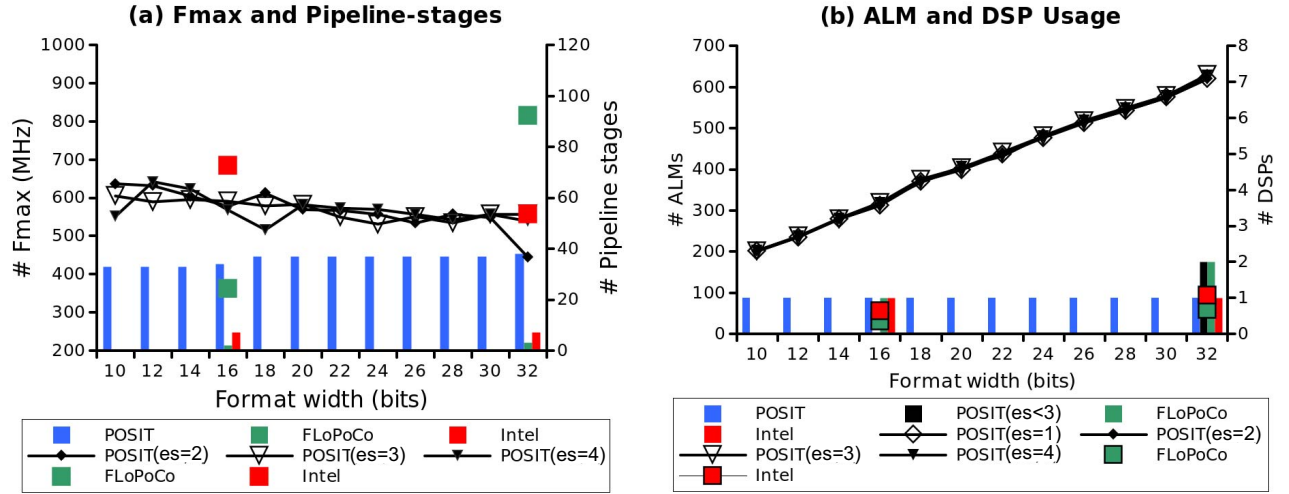 (a) Fmax and Pipeline-stages
# Fmax (MHz)
1000
900
800
700
600
500
400
300
200
# Pipeline stages
120
100
80
60
40
20
0
10 12 14 16 18 20 22 24 26 28 30 32
Format width (bits)
POSIT FLoPoCo Intel
POSIT(es=2) POSIT(es=3) POSIT(es=4)
FLoPoCo Intel
(b) ALM and DSP Usage
# ALMs
700
600
500
400
300
200
100
0
# DSPs
8
7
6
5
4
3
2
1
0
10 12 14 16 18 20 22 24 26 28 30 32
Format width (bits)
POSIT POSIT(es<3) FLoPoCo
Intel POSIT(es=1) POSIT(es=2)
POSIT(es=3) POSIT(es=4) FLoPoCo
Intel